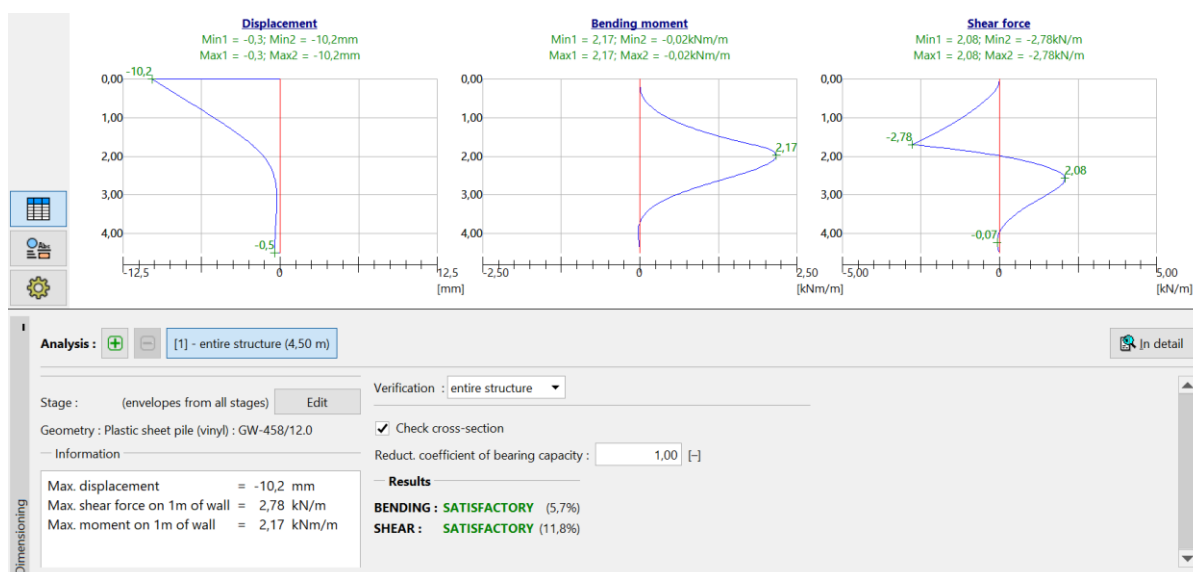 Displacement
Min1 = -0,3; Min2 = -10,2mm
Max1 = -0,3; Max2 = -10,2mm
-10,2
0,00
1,00
2,00
3,00
4,00
-0,5
-12,5
0
12,5
[mm]
Bending moment
Min1 = 2,17; Min2 = -0,02kNm/m
Max1 = 2,17; Max2 = -0,02kNm/m
0,00
1,00
2,00
3,00
4,00
2,17
-2,50
0
2,50
[kNm/m]
Shear force
Min1 = 2,08; Min2 = -2,78kN/m
Max1 = 2,08; Max2 = -2,78kN/m
0,00
1,00
2,00
3,00
4,00
-2,78
2,08
-0,07
-5,00
0
5,00
[kN/m]
Abc
Dimensioning
Analysis : [1] - entire structure (4,50 m) In detail
Stage : (envelopes from all stages) Edit
Geometry : Plastic sheet pile (vinyl) : GW-458/12.0
Information
Max. displacement = -10,2 mm
Max. shear force on 1m of wall = 2,78 kN/m
Max. moment on 1m of wall = 2,17 kNm/m
Verification : entire structure
Check cross-section
Reduct. coefficient of bearing capacity : 1,00 [–]
Results
BENDING : SATISFACTORY (5,7%)
SHEAR : SATISFACTORY (11,8%)